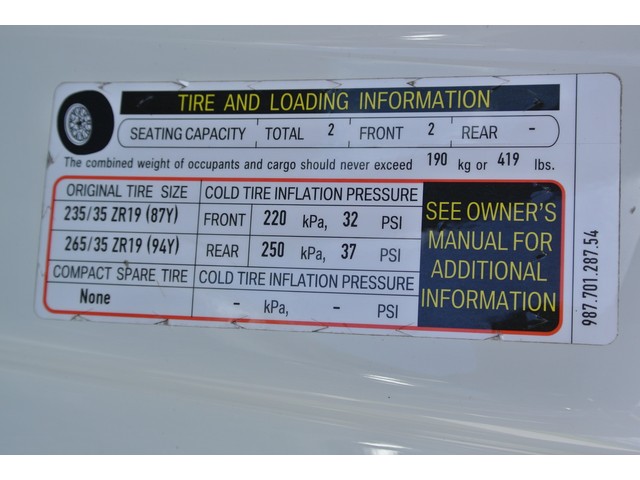 TIRE AND LOADING INFORMATION
SEATING CAPACITY TOTAL 2 FRONT 2 REAR -
The combined weight of occupants and cargo should never exceed 190 kg or 419 lbs.
ORIGINAL TIRE SIZE COLD TIRE INFLATION PRESSURE
235/35 ZR19 (87Y) FRONT 220 kPa, 32 PSI
265/35 ZR19 (94Y) REAR 250 kPa, 37 PSI
COMPACT SPARE TIRE COLD TIRE INFLATION PRESSURE
None - kPa, - PSI
SEE OWNER'S
MANUAL FOR
ADDITIONAL
INFORMATION
987.701.287.54